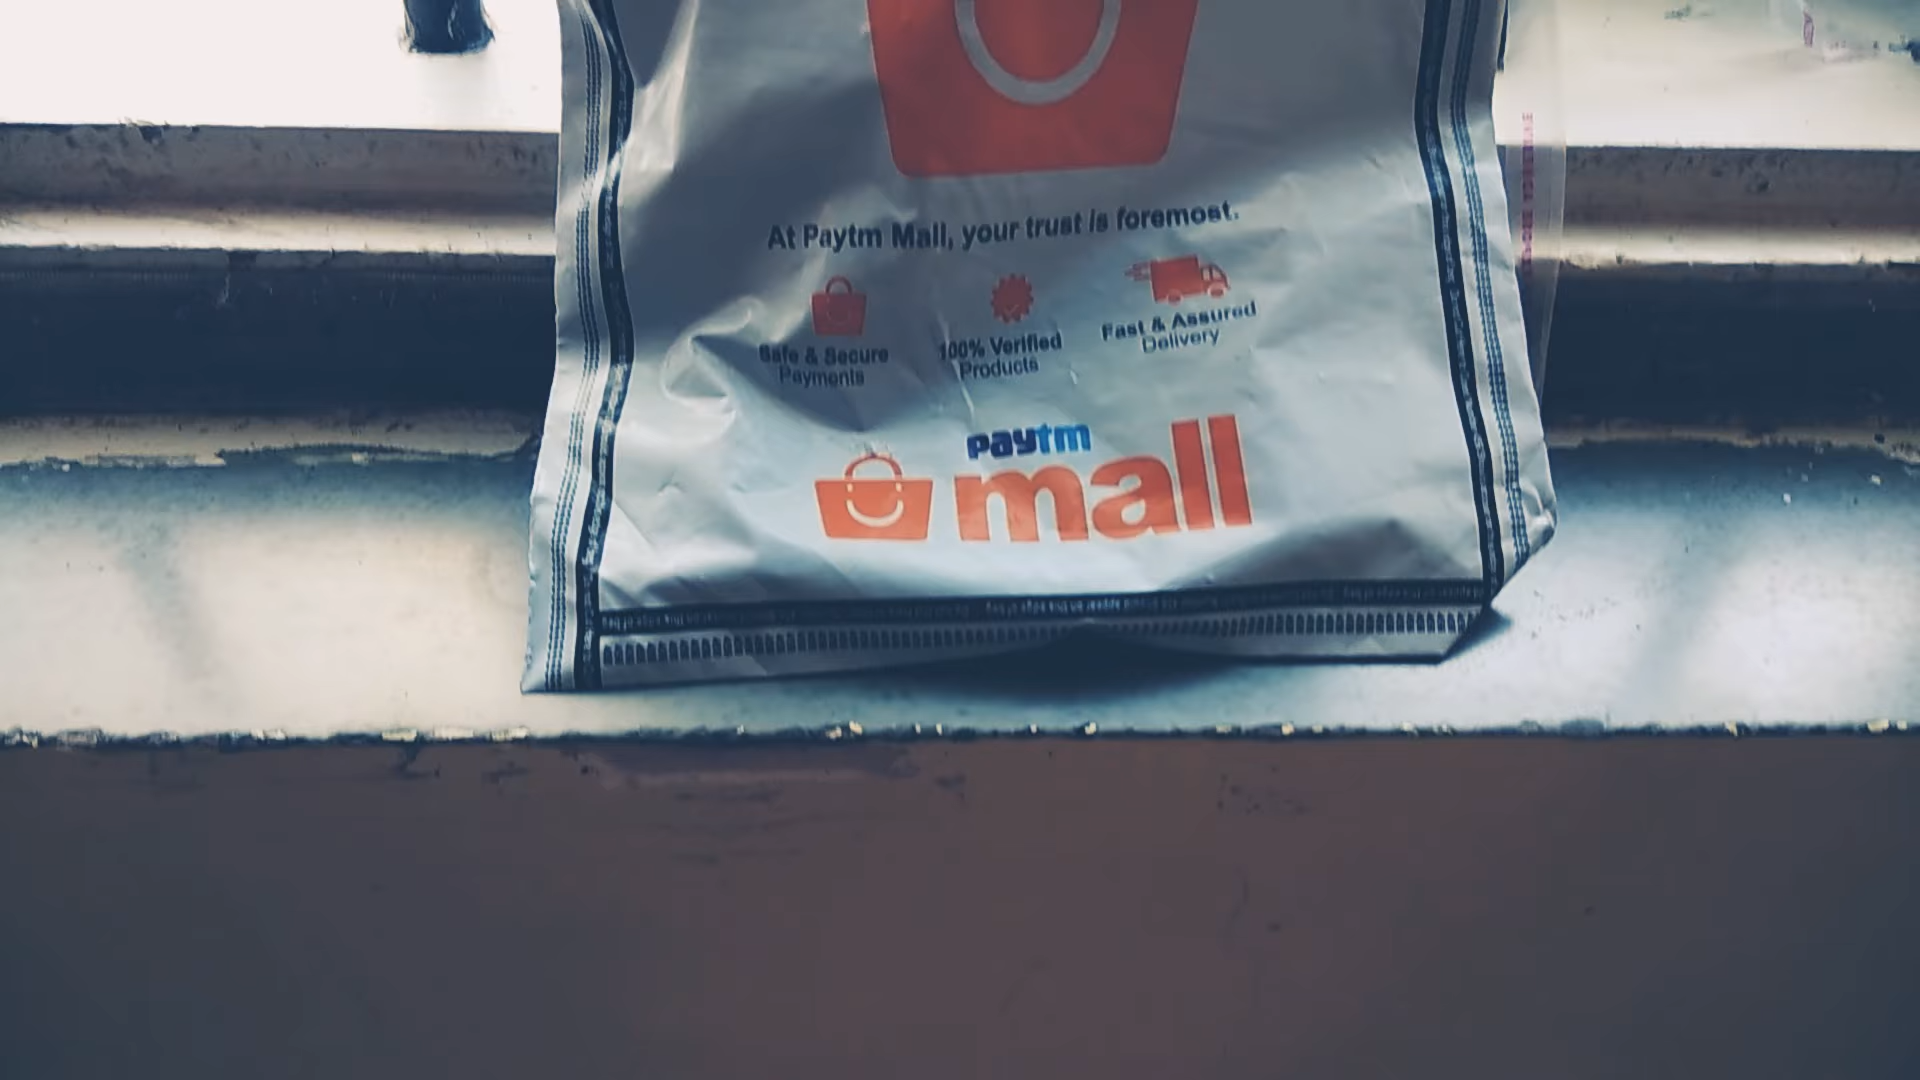 At Paytm Mall, your trust is foremost.
Safe & Secure
Payments
100% Verified
Products
Fast & Assured
Delivery
paytm
mall